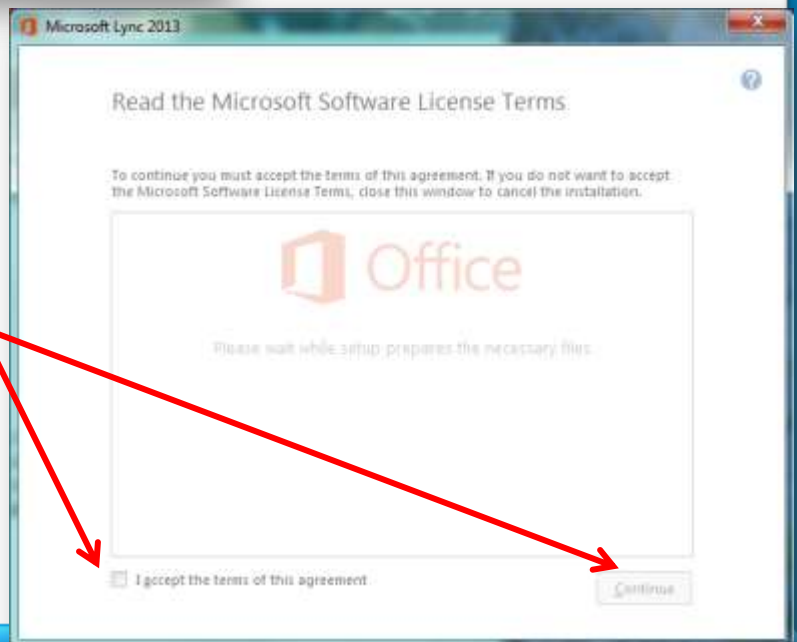 Microsoft Lync 2013
Read the Microsoft Software License Terms
To continue you must accept the terms of this agreement. If you do not want to accept
the Microsoft Software License Terms, close this window to cancel the installation.
Office
Please wait while setup prepares the necessary files.
I accept the terms of this agreement
Continue